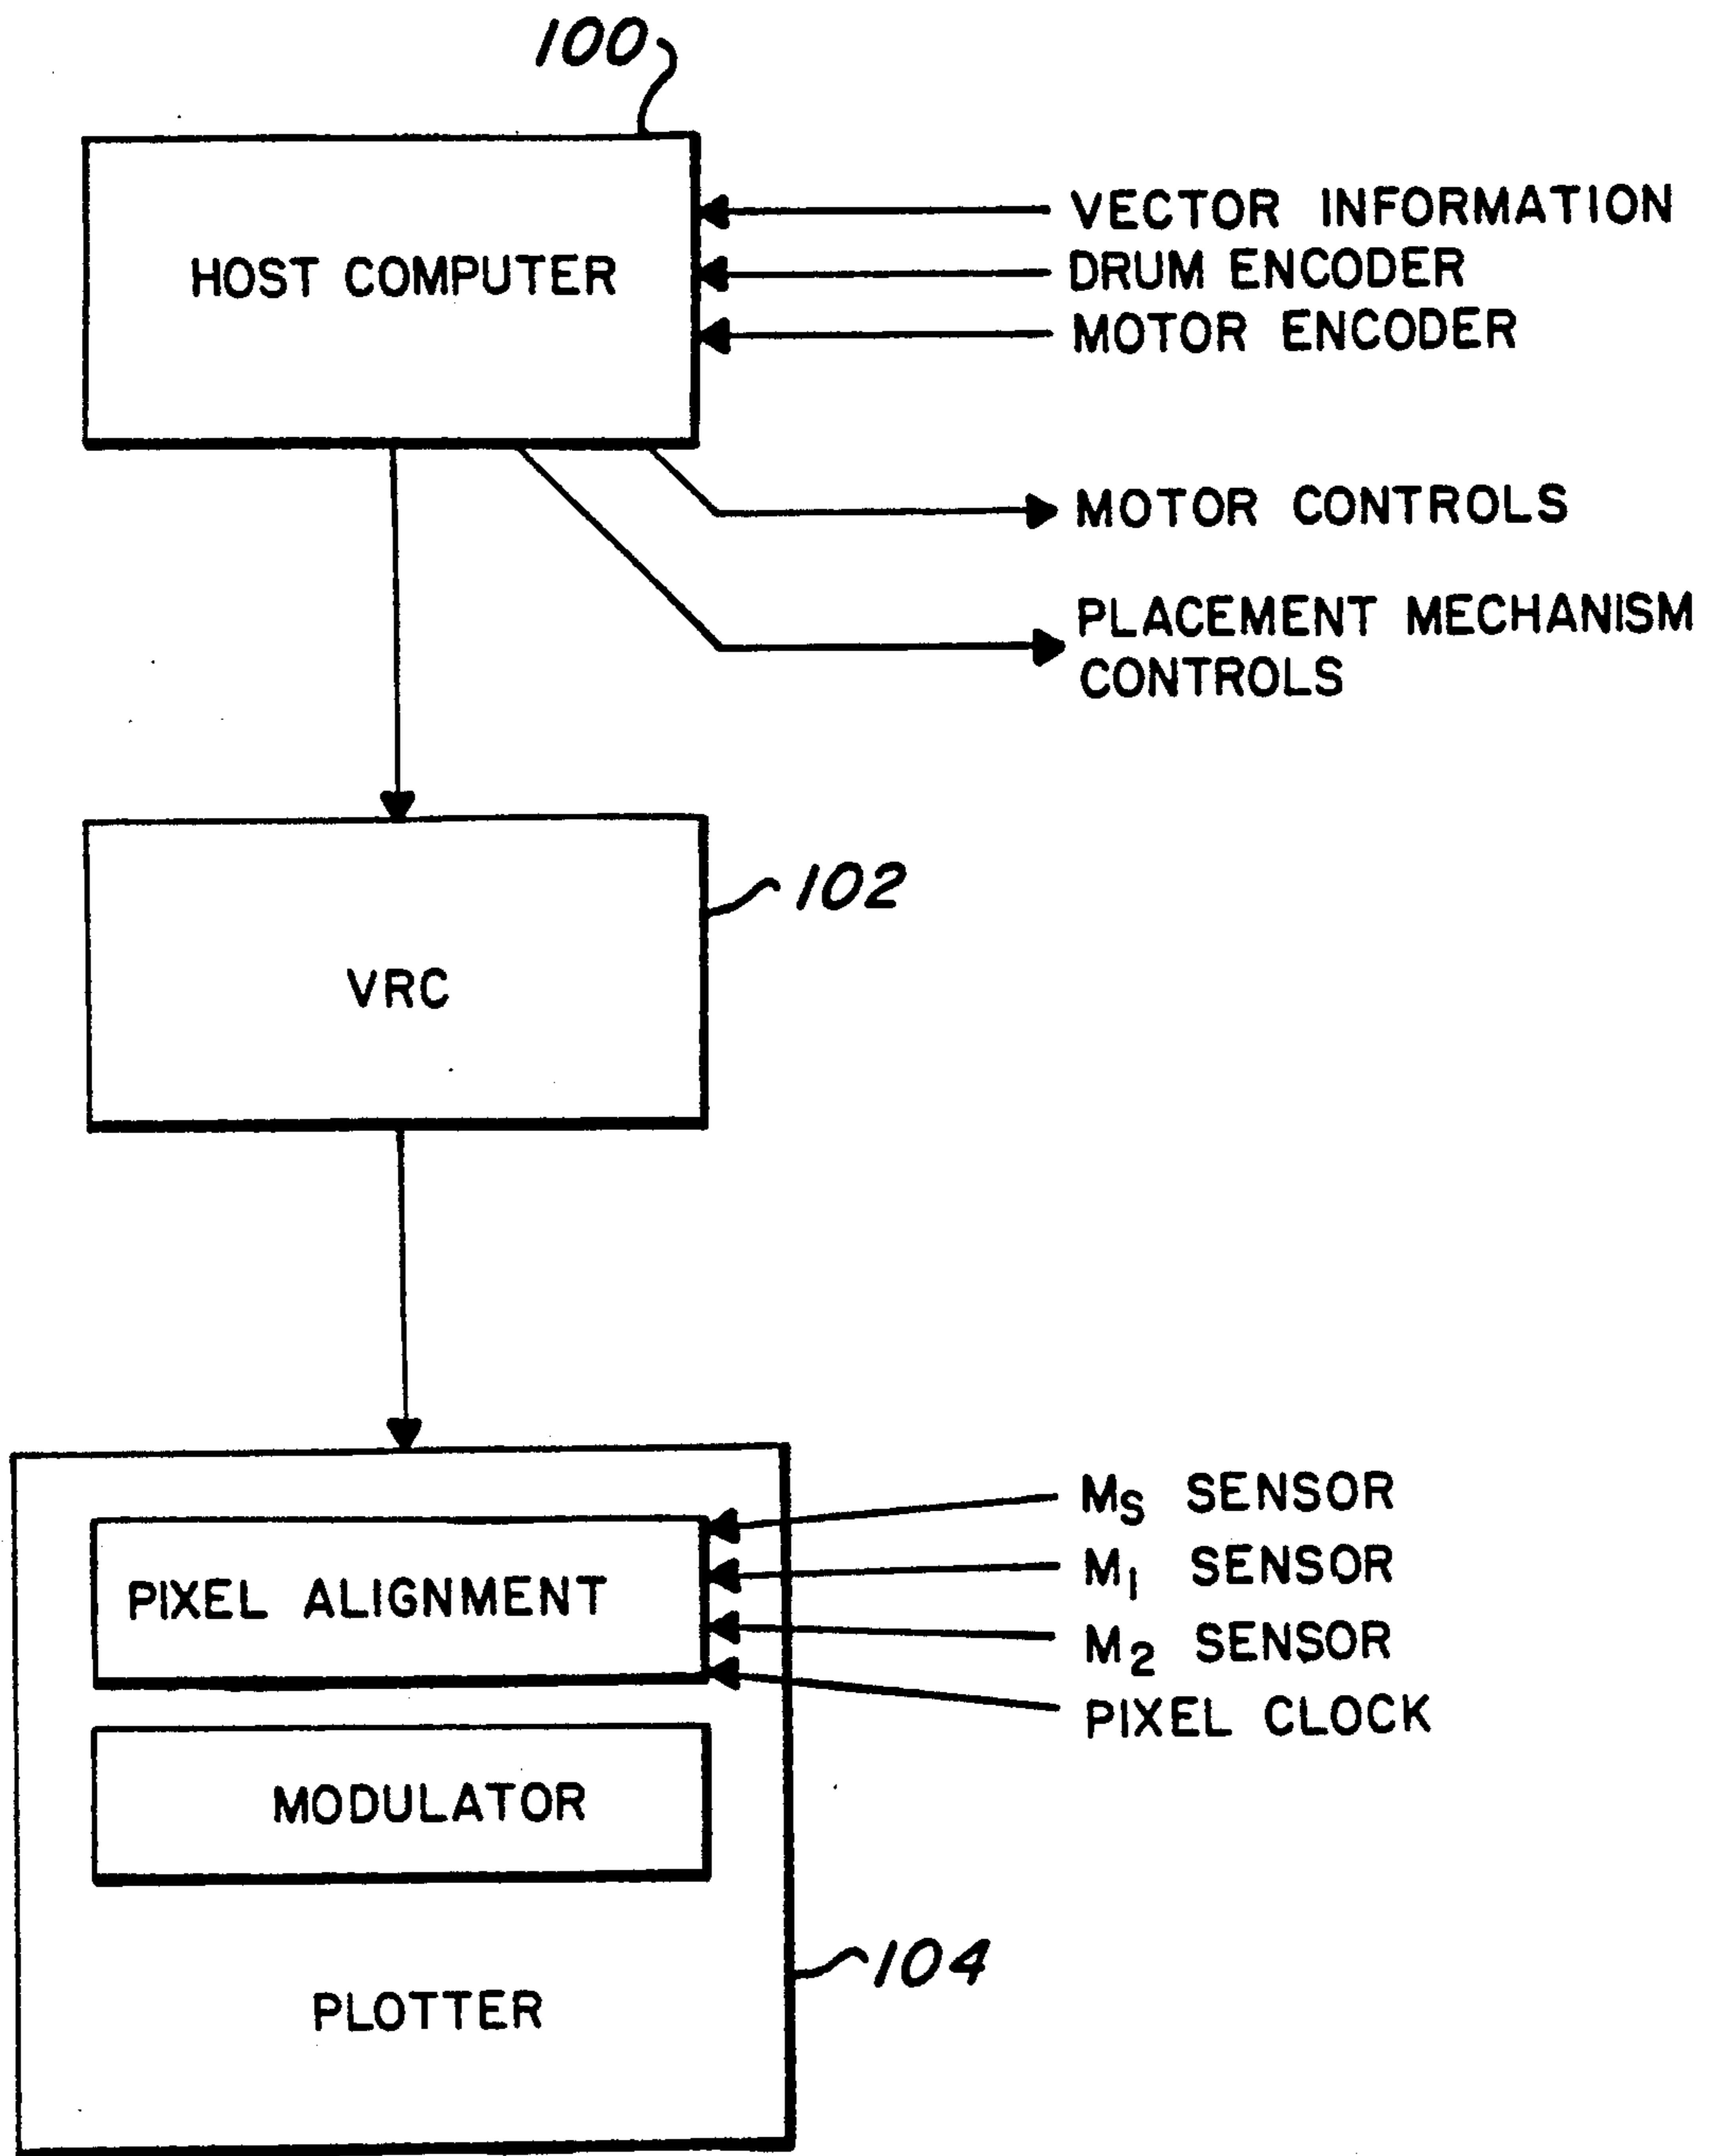 100
HOST COMPUTER
VECTOR INFORMATION
DRUM ENCODER
MOTOR ENCODER
MOTOR CONTROLS
PLACEMENT MECHANISM
CONTROLS
102
VRC
MS SENSOR
M1 SENSOR
M2 SENSOR
PIXEL CLOCK
PIXEL ALIGNMENT
MODULATOR
104
PLOTTER